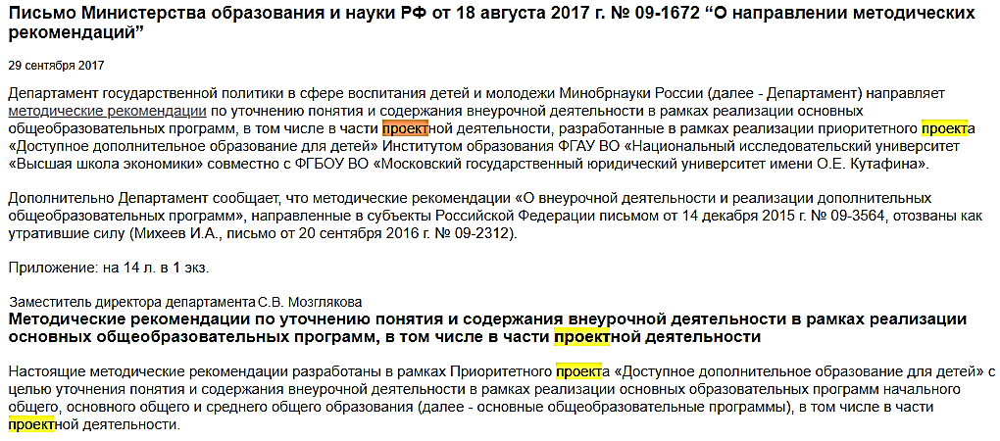 Письмо Министерства образования и науки РФ от 18 августа 2017 г. № 09-1672 “О направлении методических
рекомендаций”
29 сентября 2017
Департамент государственной политики в сфере воспитания детей и молодежи Минобрнауки России (далее - Департамент) направляет
методические рекомендации по уточнению понятия и содержания внеурочной деятельности в рамках реализации основных
общеобразовательных программ, в том числе в части проектной деятельности, разработанные в рамках реализации приоритетного проекта
«Доступное дополнительное образование для детей» Институтом образования ФГАУ ВО «Национальный исследовательский университет
«Высшая школа экономики» совместно с ФГБОУ ВО «Московский государственный юридический университет имени О.Е. Кутафина».
Дополнительно Департамент сообщает, что методические рекомендации «О внеурочной деятельности и реализации дополнительных
общеобразовательных программ», направленные в субъекты Российской Федерации письмом от 14 декабря 2015 г. № 09-3564, отозваны как
утратившие силу (Михеев И.А., письмо от 20 сентября 2016 г. № 09-2312).
Приложение: на 14 л. в 1 экз.
Заместитель директора департамента С.В. Мозглякова
Методические рекомендации по уточнению понятия и содержания внеурочной деятельности в рамках реализации
основных общеобразовательных программ, в том числе в части проектной деятельности
Настоящие методические рекомендации разработаны в рамках Приоритетного проекта «Доступное дополнительное образование для детей» с
целью уточнения понятия и содержания внеурочной деятельности в рамках реализации основных образовательных программ начального
общего, основного общего и среднего общего образования (далее - основные общеобразовательные программы), в том числе в части
проектной деятельности.